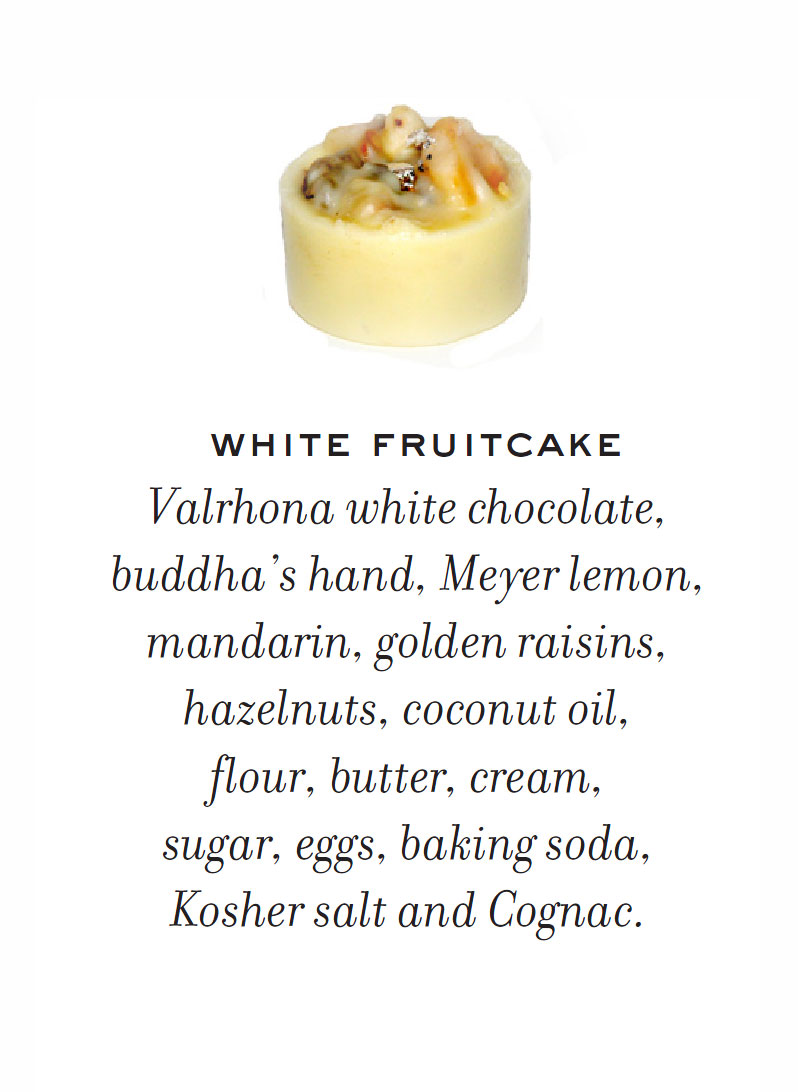 WHITE FRUITCAKE
Valrhona white chocolate,
buddha’s hand, Meyer lemon,
mandarin, golden raisins,
hazelnuts, coconut oil,
flour, butter, cream,
sugar, eggs, baking soda,
Kosher salt and Cognac.